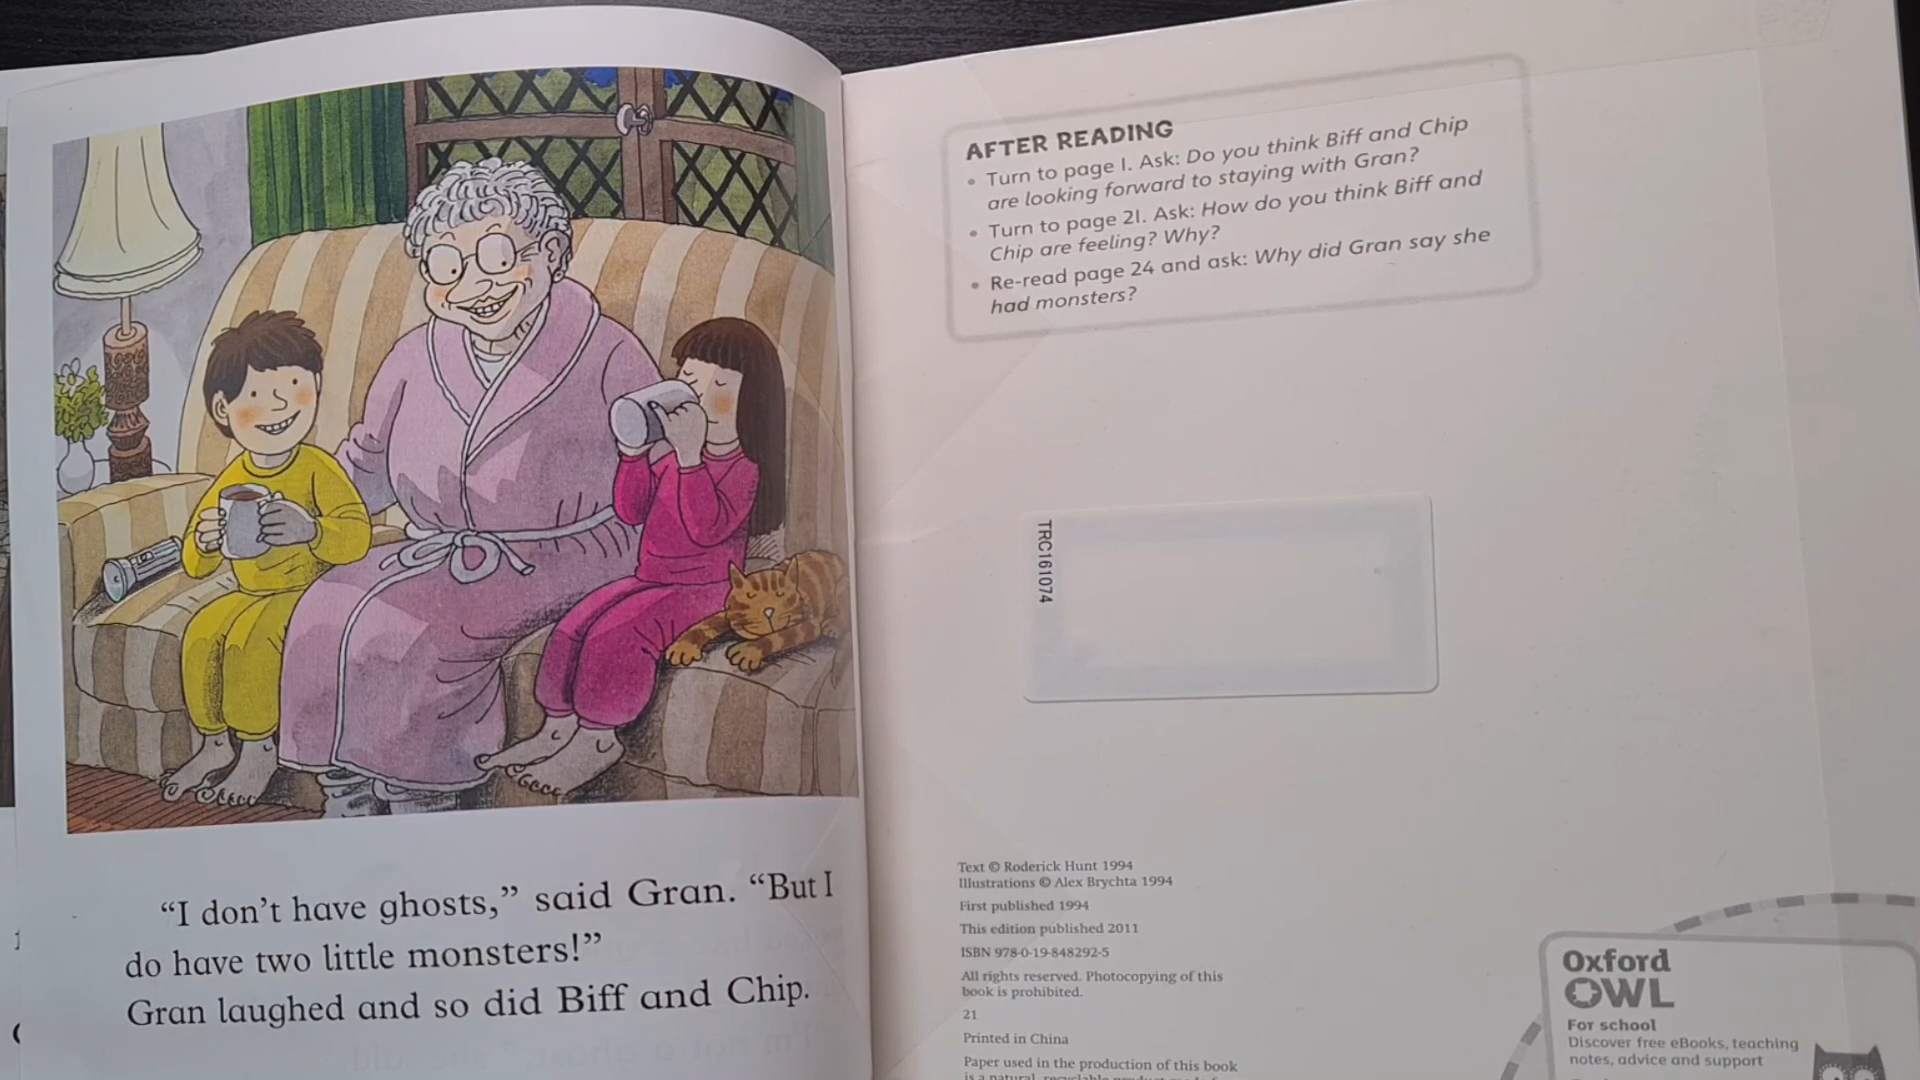 “I don’t have ghosts,” said Gran. “But I
do have two little monsters!”
Gran laughed and so did Biff and Chip.
AFTER READING
• Turn to page 1. Ask: Do you think Biff and Chip
are looking forward to staying with Gran?
• Turn to page 21. Ask: How do you think Biff and
Chip are feeling? Why?
• Re-read page 24 and ask: Why did Gran say she
had monsters?
TRC161074
Text © Roderick Hunt 1994
Illustrations © Alex Brychta 1994
First published 1994
This edition published 2011
ISBN 978-0-19-848292-5
All rights reserved. Photocopying of this
book is prohibited.
21
Printed in China
Paper used in the production of this book
is a natural, recyclable product made
Oxford
OWL
For school
Discover free eBooks, teaching
notes, advice and support